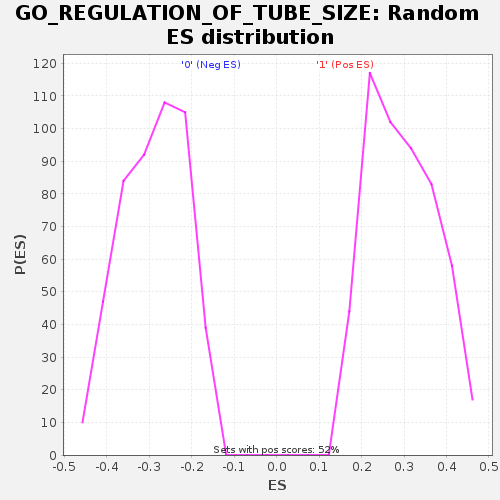 GO_REGULATION_OF_TUBE_SIZE: Random
ES distribution
'0' (Neg ES)
'1' (Pos ES)
120
110
100
90
80
70
60
50
40
30
20
10
0
P(ES)
Sets with pos scores: 52%
-0.5 -0.4 -0.3 -0.2 -0.1 0.0 0.1 0.2 0.3 0.4 0.5
ES